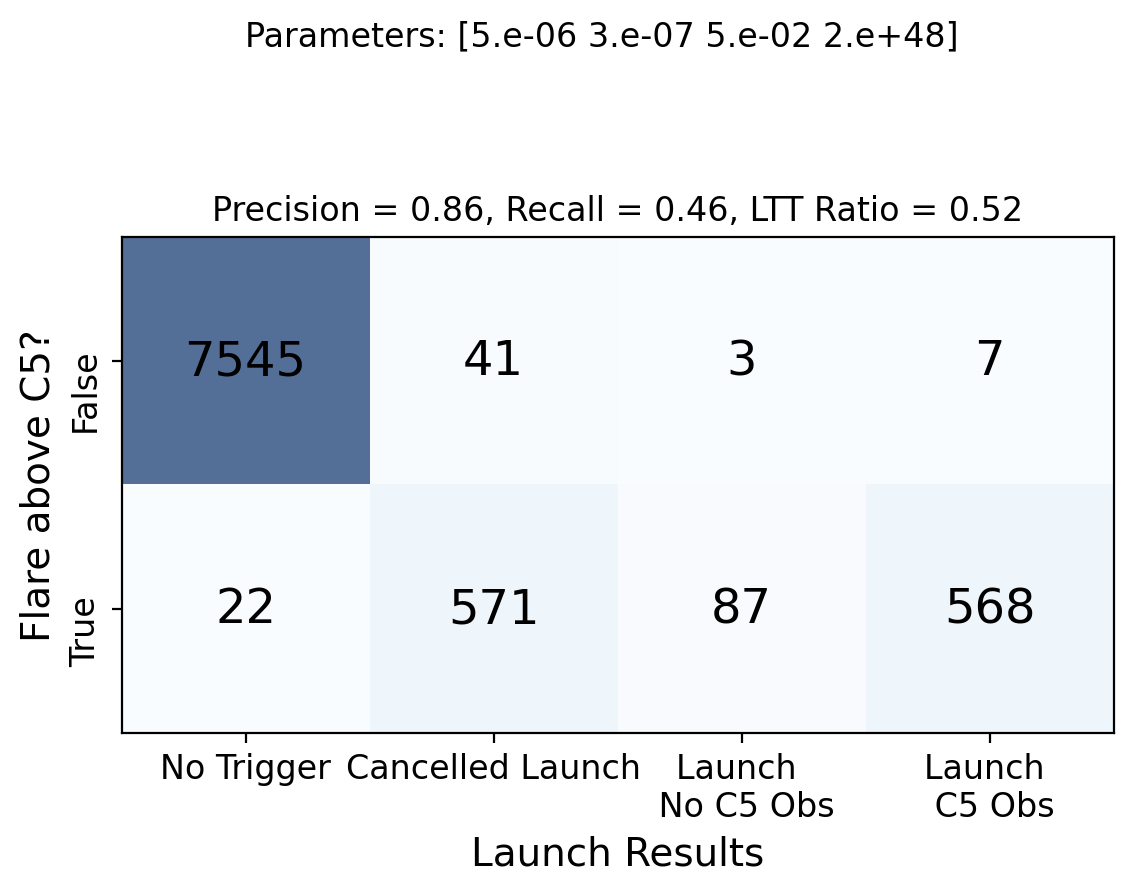 Parameters: [5.e-06 3.e-07 5.e-02 2.e+48]
Precision = 0.86, Recall = 0.46, LTT Ratio = 0.52
Flare above C5?
False
7545 41 3 7
True
22 571 87 568
No Trigger Cancelled Launch Launch Launch
No C5 Obs C5 Obs
Launch Results